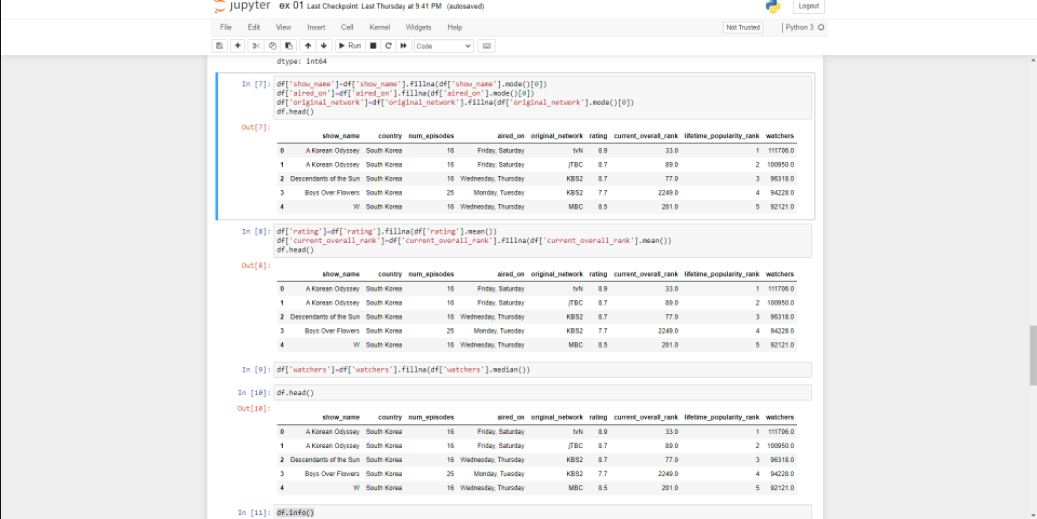 jupyter ex 01 Last Checkpoint: Last Thursday at 9:41 PM (autosaved)
Logout
File Edit View Insert Cell Kernel Widgets Help
Not Trusted
Python 3
Run
Code
dtype: int64
In [7]: df['show_name']=df['show_name'].fillna(df['show_name'].mode()[0])
df['aired_on']=df['aired_on'].fillna(df['aired_on'].mode()[0])
df['original_network']=df['original_network'].fillna(df['original_network'].mode()[0])
df.head()
Out[7]:
show_name country num_episodes aired_on original_network rating current_overall_rank lifetime_popularity_rank watchers
0 A Korean Odyssey South Korea 16 Friday, Saturday tvN 8.9 33.0 1 111706.0
1 A Korean Odyssey South Korea 16 Friday, Saturday jTBC 8.7 89.0 2 100950.0
2 Descendants of the Sun South Korea 16 Wednesday, Thursday KBS2 8.7 77.0 3 96318.0
3 Boys Over Flowers South Korea 25 Monday, Tuesday KBS2 7.7 2249.0 4 94228.0
4 W South Korea 16 Wednesday, Thursday MBC 8.5 201.0 5 92121.0
In [8]: df['rating']=df['rating'].fillna(df['rating'].mean())
df['current_overall_rank']=df['current_overall_rank'].fillna(df['current_overall_rank'].mean())
df.head()
Out[8]:
show_name country num_episodes aired_on original_network rating current_overall_rank lifetime_popularity_rank watchers
0 A Korean Odyssey South Korea 16 Friday, Saturday tvN 8.9 33.0 1 111706.0
1 A Korean Odyssey South Korea 16 Friday, Saturday jTBC 8.7 89.0 2 100950.0
2 Descendants of the Sun South Korea 16 Wednesday, Thursday KBS2 8.7 77.0 3 96318.0
3 Boys Over Flowers South Korea 25 Monday, Tuesday KBS2 7.7 2249.0 4 94228.0
4 W South Korea 16 Wednesday, Thursday MBC 8.5 201.0 5 92121.0
In [9]: df['watchers']=df['watchers'].fillna(df['watchers'].median())
In [10]: df.head()
Out[10]:
show_name country num_episodes aired_on original_network rating current_overall_rank lifetime_popularity_rank watchers
0 A Korean Odyssey South Korea 16 Friday, Saturday tvN 8.9 33.0 1 111706.0
1 A Korean Odyssey South Korea 16 Friday, Saturday jTBC 8.7 89.0 2 100950.0
2 Descendants of the Sun South Korea 16 Wednesday, Thursday KBS2 8.7 77.0 3 96318.0
3 Boys Over Flowers South Korea 25 Monday, Tuesday KBS2 7.7 2249.0 4 94228.0
4 W South Korea 16 Wednesday, Thursday MBC 8.5 201.0 5 92121.0
In [11]: df.info()